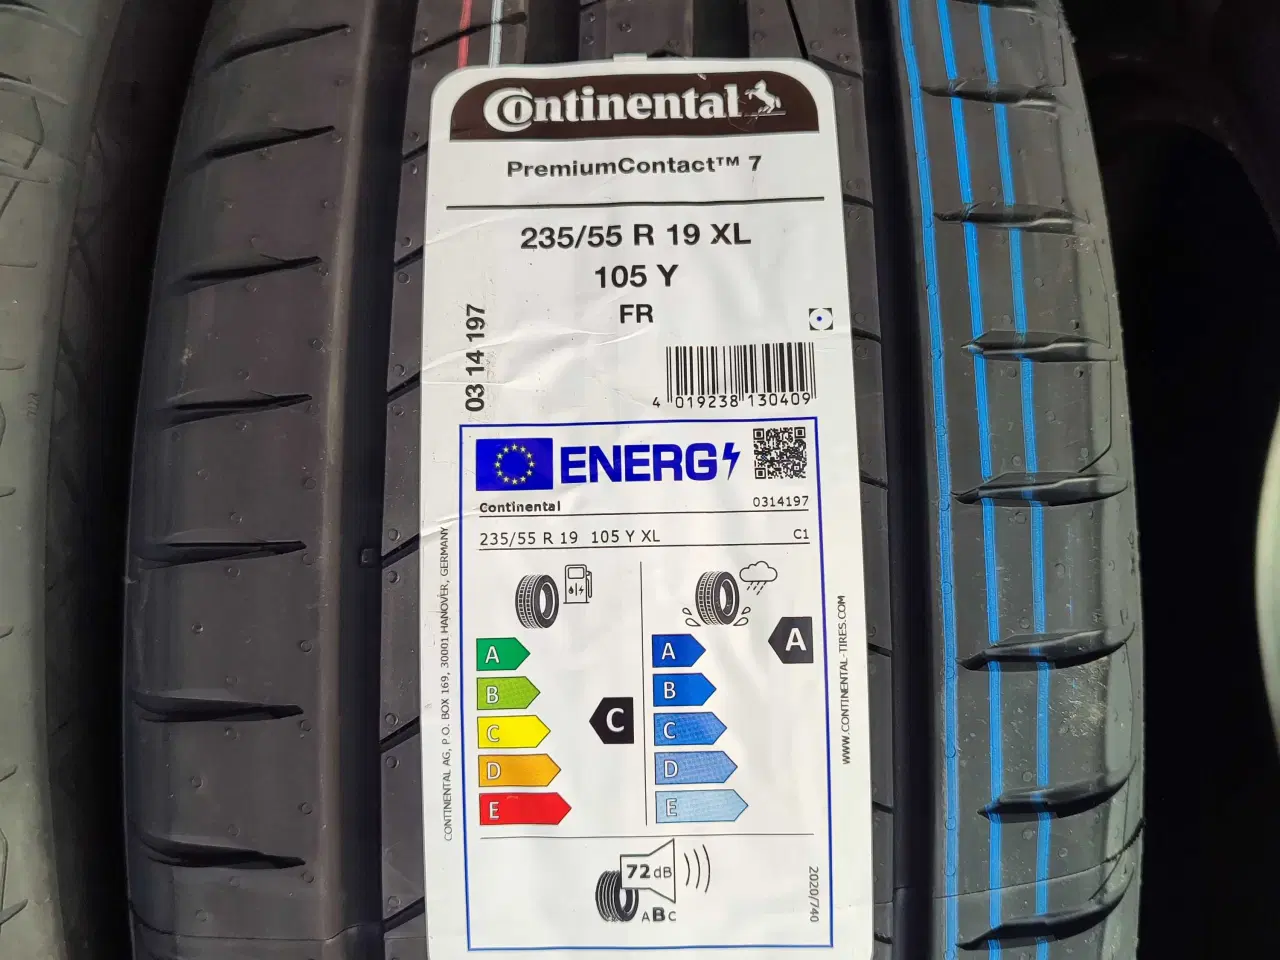 Continental
PremiumContact™ 7
235/55 R 19 XL
105 Y
FR
03 14 197
4 019238 130409
ENERG
Continental
0314197
235/55 R 19 105 Y XL
C1
A
A
A
B
B
C
C
C
D
D
E
E
72dB
ABC
2020/740
CONTINENTAL AG, P.O. BOX 169, 30001 HANOVER, GERMANY
WWW.CONTINENTAL-TIRES.COM